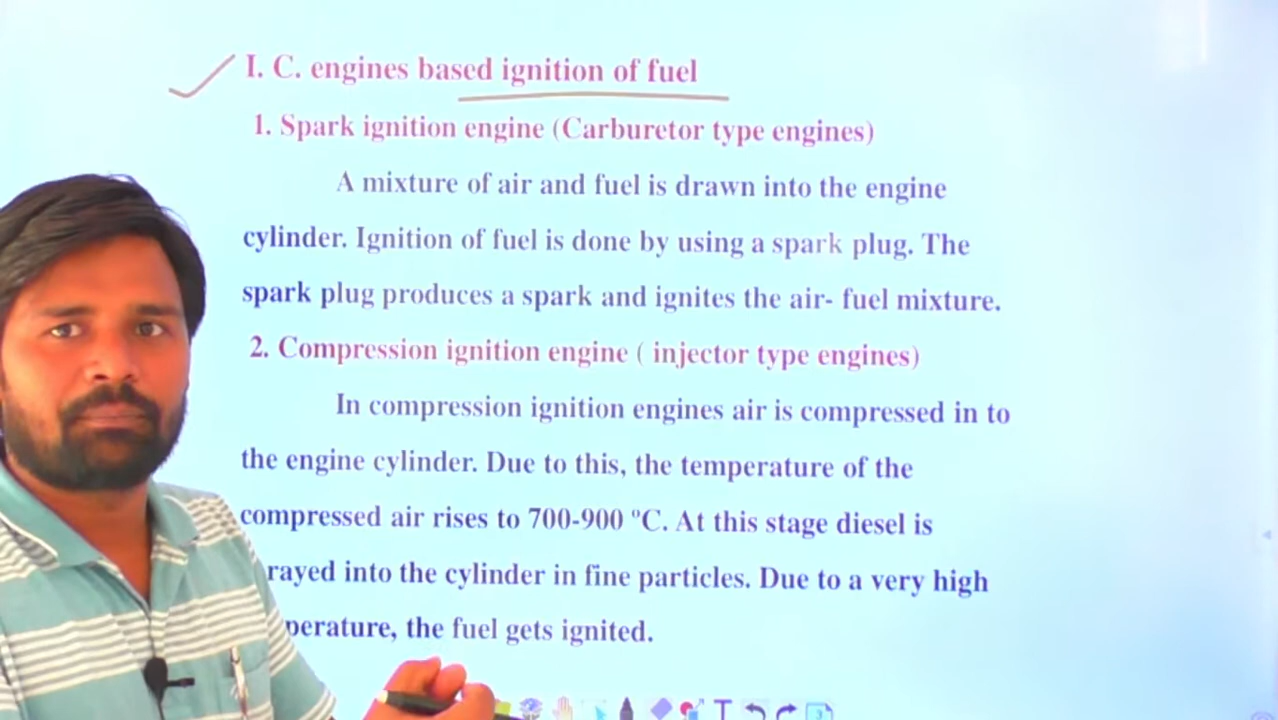 I. C. engines based ignition of fuel
1. Spark ignition engine (Carburetor type engines)
A mixture of air and fuel is drawn into the engine
cylinder. Ignition of fuel is done by using a spark plug. The
spark plug produces a spark and ignites the air- fuel mixture.
2. Compression ignition engine ( injector type engines)
In compression ignition engines air is compressed in to
the engine cylinder. Due to this, the temperature of the
compressed air rises to 700-900 ºC. At this stage diesel is
rayed into the cylinder in fine particles. Due to a very high
perature, the fuel gets ignited.